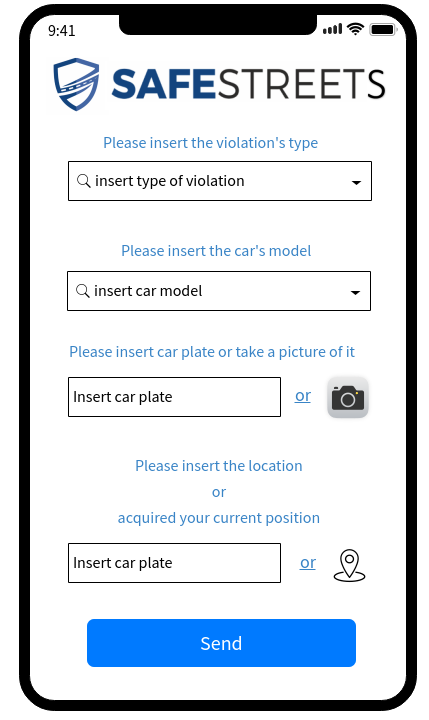 9:41
SAFESTREETS
Please insert the violation's type
insert type of violation
Please insert the car's model
insert car model
Please insert car plate or take a picture of it
Insert car plate or
Please insert the location
or
acquired your current position
Insert car plate or
Send